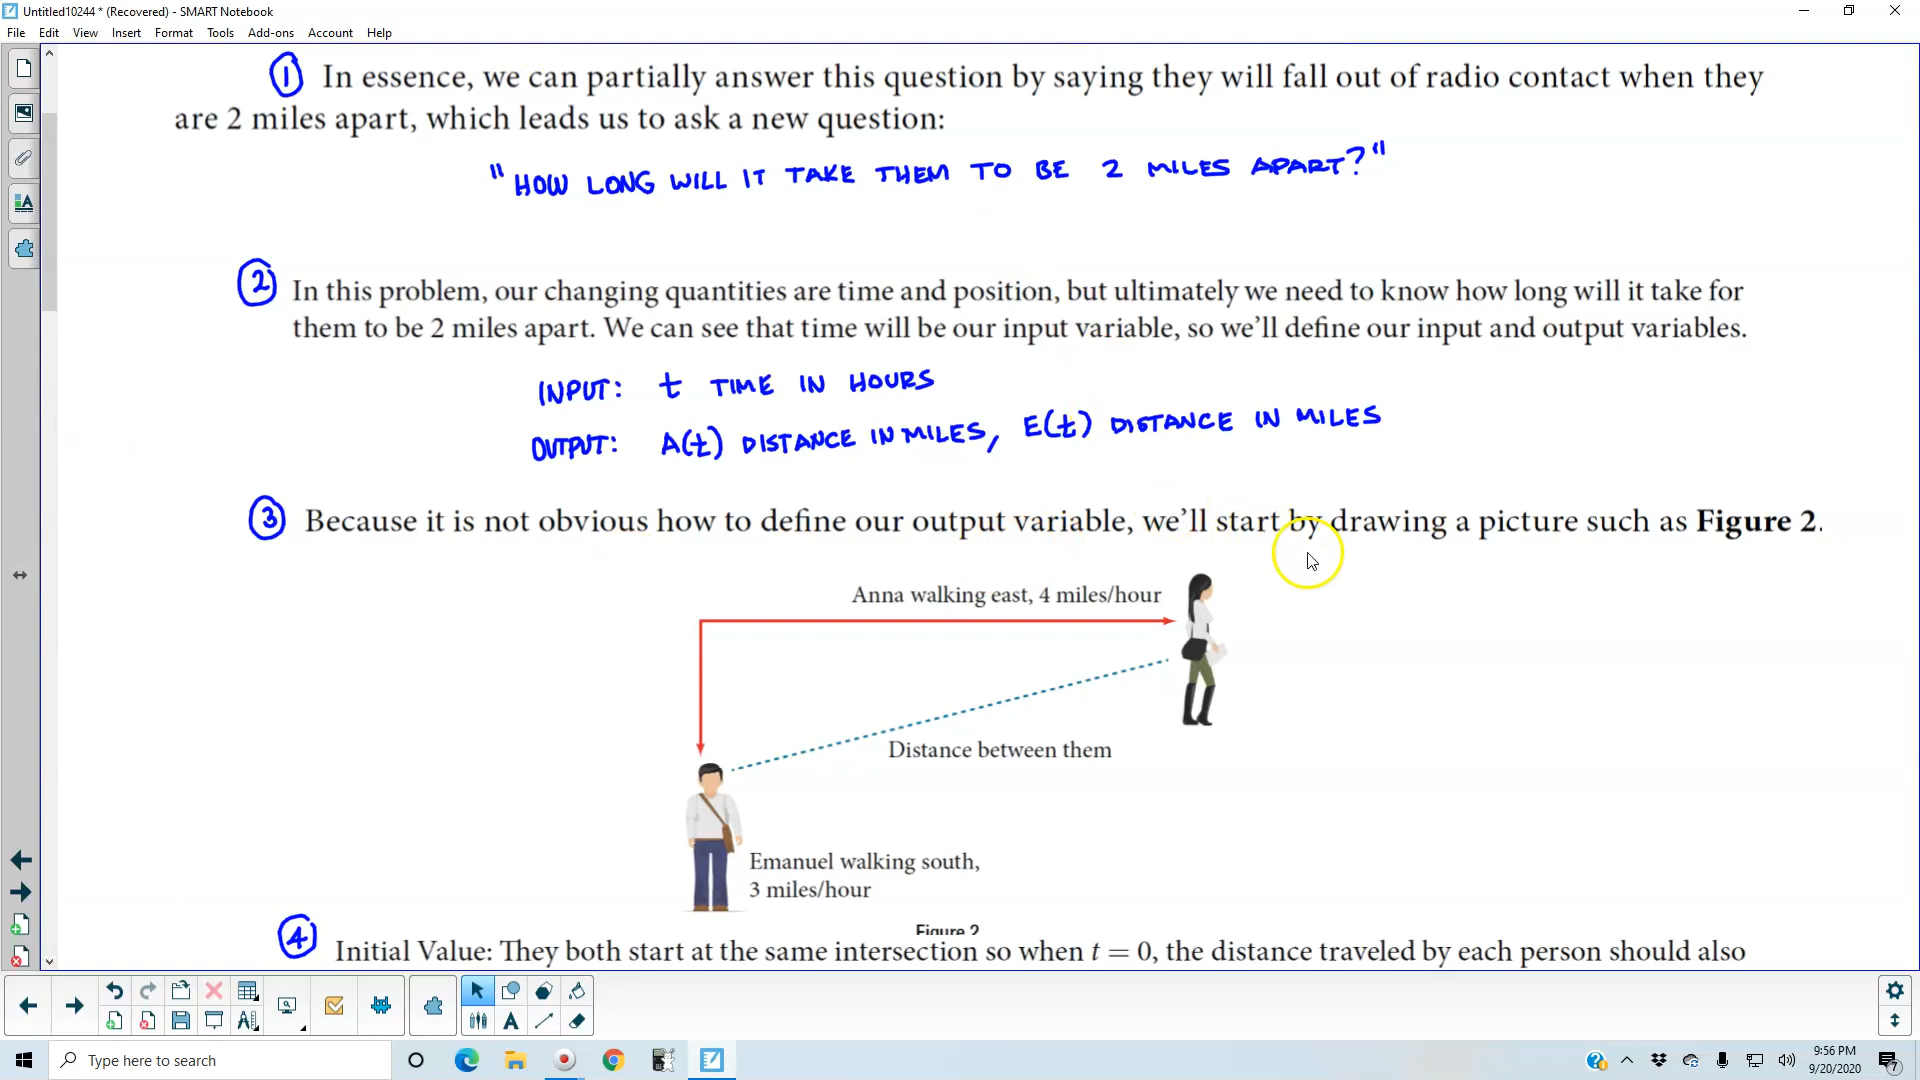 Untitled10244 * (Recovered) - SMART Notebook
File Edit View Insert Format Tools Add-ons Account Help
① In essence, we can partially answer this question by saying they will fall out of radio contact when they
are 2 miles apart, which leads us to ask a new question:
"HOW LONG WILL IT TAKE THEM TO BE 2 MILES APART?"
② In this problem, our changing quantities are time and position, but ultimately we need to know how long will it take for
them to be 2 miles apart. We can see that time will be our input variable, so we'll define our input and output variables.
INPUT: t TIME IN HOURS
OUTPUT: A(t) DISTANCE IN MILES, E(t) DISTANCE IN MILES
③ Because it is not obvious how to define our output variable, we'll start by drawing a picture such as Figure 2.
Anna walking east, 4 miles/hour
Distance between them
Emanuel walking south,
3 miles/hour
Figure 2
④ Initial Value: They both start at the same intersection so when t = 0, the distance traveled by each person should also
Type here to search
9:56 PM
9/20/2020
7